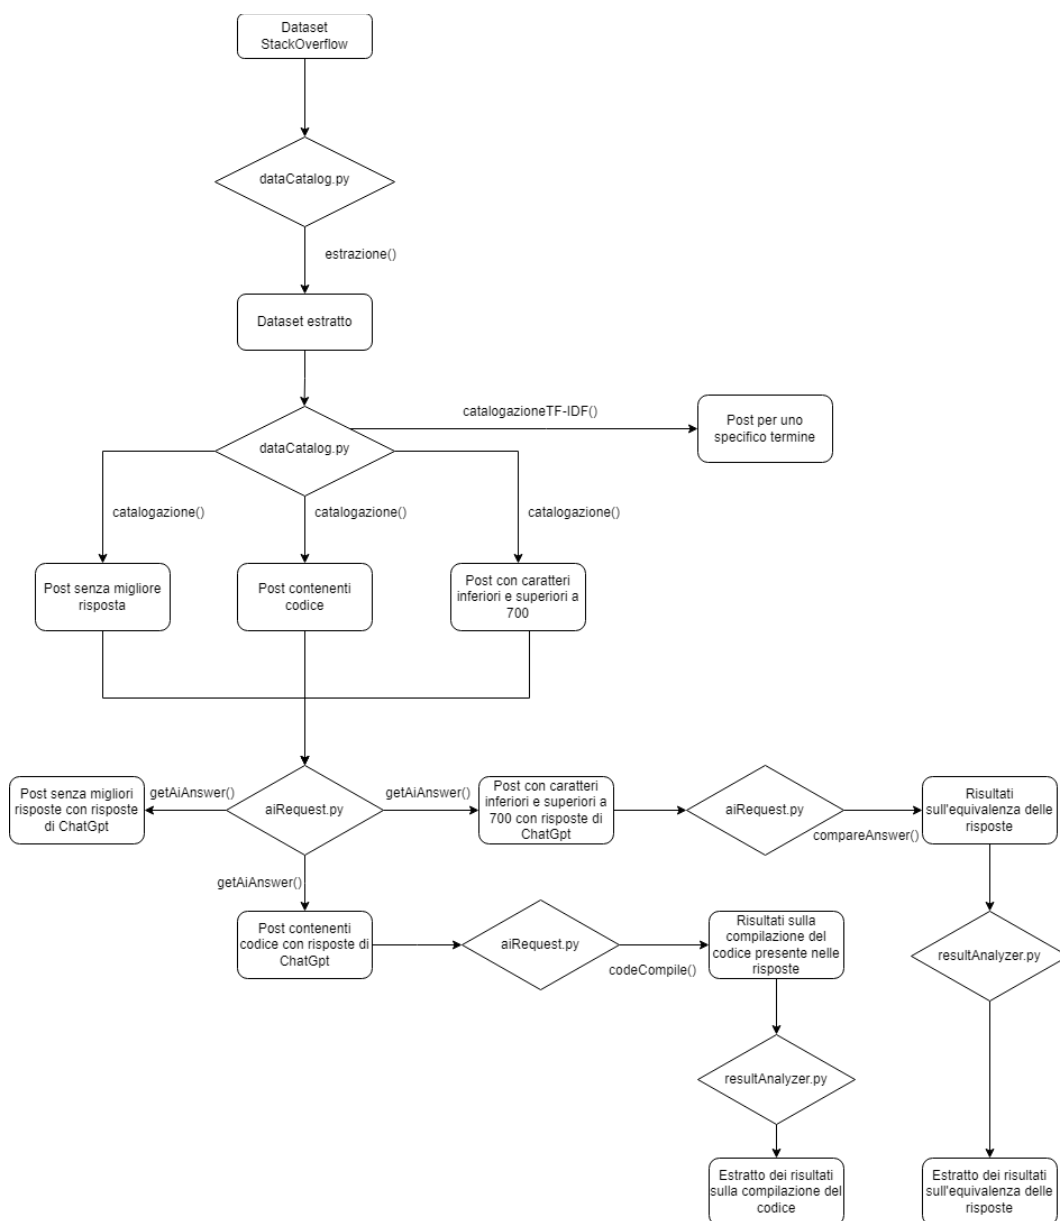 Dataset
StackOverflow
dataCatalog.py
estrazione()
Dataset estratto
catalogazioneTF-IDF()
Post per uno
specifico termine
dataCatalog.py
catalogazione()
catalogazione()
catalogazione()
Post senza migliore
risposta
Post contenenti
codice
Post con caratteri
inferiori e superiori a
700
Post senza migliori
risposte con risposte
di ChatGpt
getAiAnswer()
aiRequest.py
getAiAnswer()
Post con caratteri
inferiori e superiori a
700 con risposte di
ChatGpt
aiRequest.py
compareAnswer()
Risultati
sull'equivalenza delle
risposte
getAiAnswer()
Post contenenti
codice con risposte di
ChatGpt
aiRequest.py
codeCompile()
Risultati sulla
compilazione del
codice presente nelle
risposte
resultAnalyzer.py
resultAnalyzer.py
Estratto dei risultati
sulla compilazione del
codice
Estratto dei risultati
sull'equivalenza delle
risposte